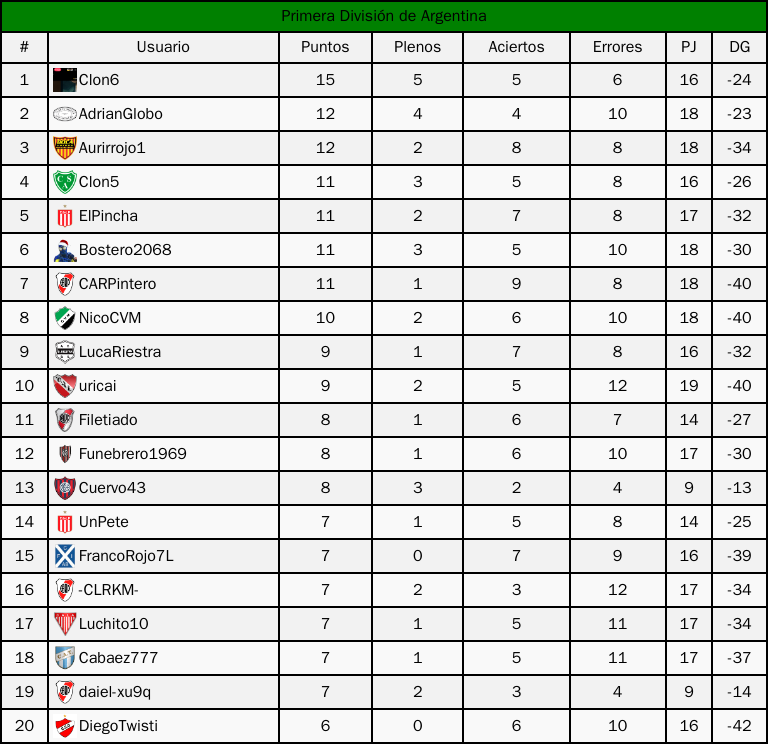 Primera División de Argentina
# Usuario Puntos Plenos Aciertos Errores PJ DG
1 Clon6 15 5 5 6 16 -24
2 AdrianGlobo 12 4 4 10 18 -23
3 Aurirrojo1 12 2 8 8 18 -34
4 Clon5 11 3 5 8 16 -26
5 ElPincha 11 2 7 8 17 -32
6 Bostero2068 11 3 5 10 18 -30
7 CARPintero 11 1 9 8 18 -40
8 NicoCVM 10 2 6 10 18 -40
9 LucaRiestra 9 1 7 8 16 -32
10 uricai 9 2 5 12 19 -40
11 Filetiado 8 1 6 7 14 -27
12 Funebrero1969 8 1 6 10 17 -30
13 Cuervo43 8 3 2 4 9 -13
14 UnPete 7 1 5 8 14 -25
15 FrancoRojo7L 7 0 7 9 16 -39
16 -CLRKM- 7 2 3 12 17 -34
17 Luchito10 7 1 5 11 17 -34
18 Cabaez777 7 1 5 11 17 -37
19 daiel-xu9q 7 2 3 4 9 -14
20 DiegoTwisti 6 0 6 10 16 -42